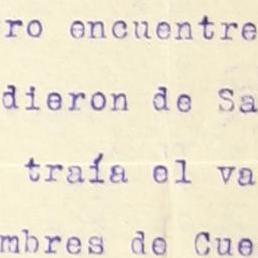 ro encuentre
dieron de Sa
traía el va
mbres de Cue